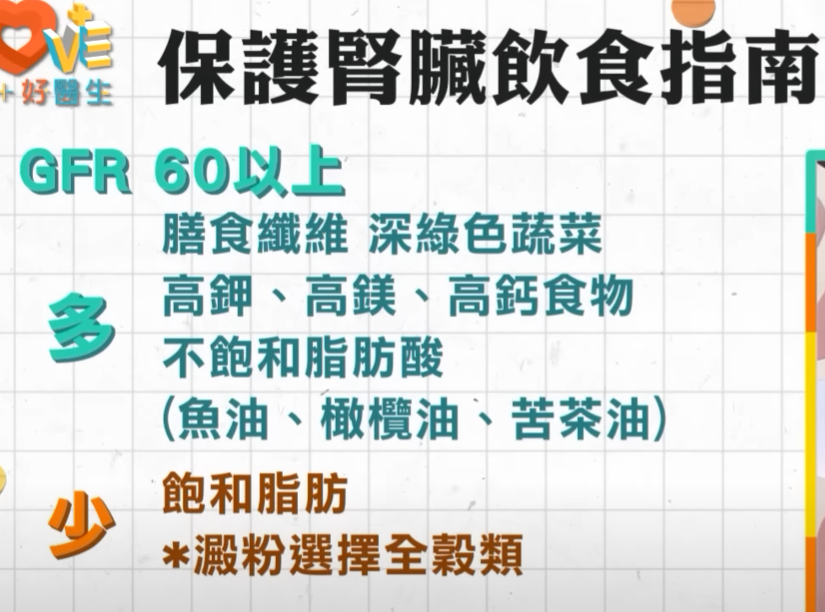 VE
+好醫生
保護腎臟飲食指南
GFR 60以上
多
膳食纖維 深綠色蔬菜
高鉀、高鎂、高鈣食物
不飽和脂肪酸
(魚油、橄欖油、苦茶油)
少
飽和脂肪
*澱粉選擇全穀類